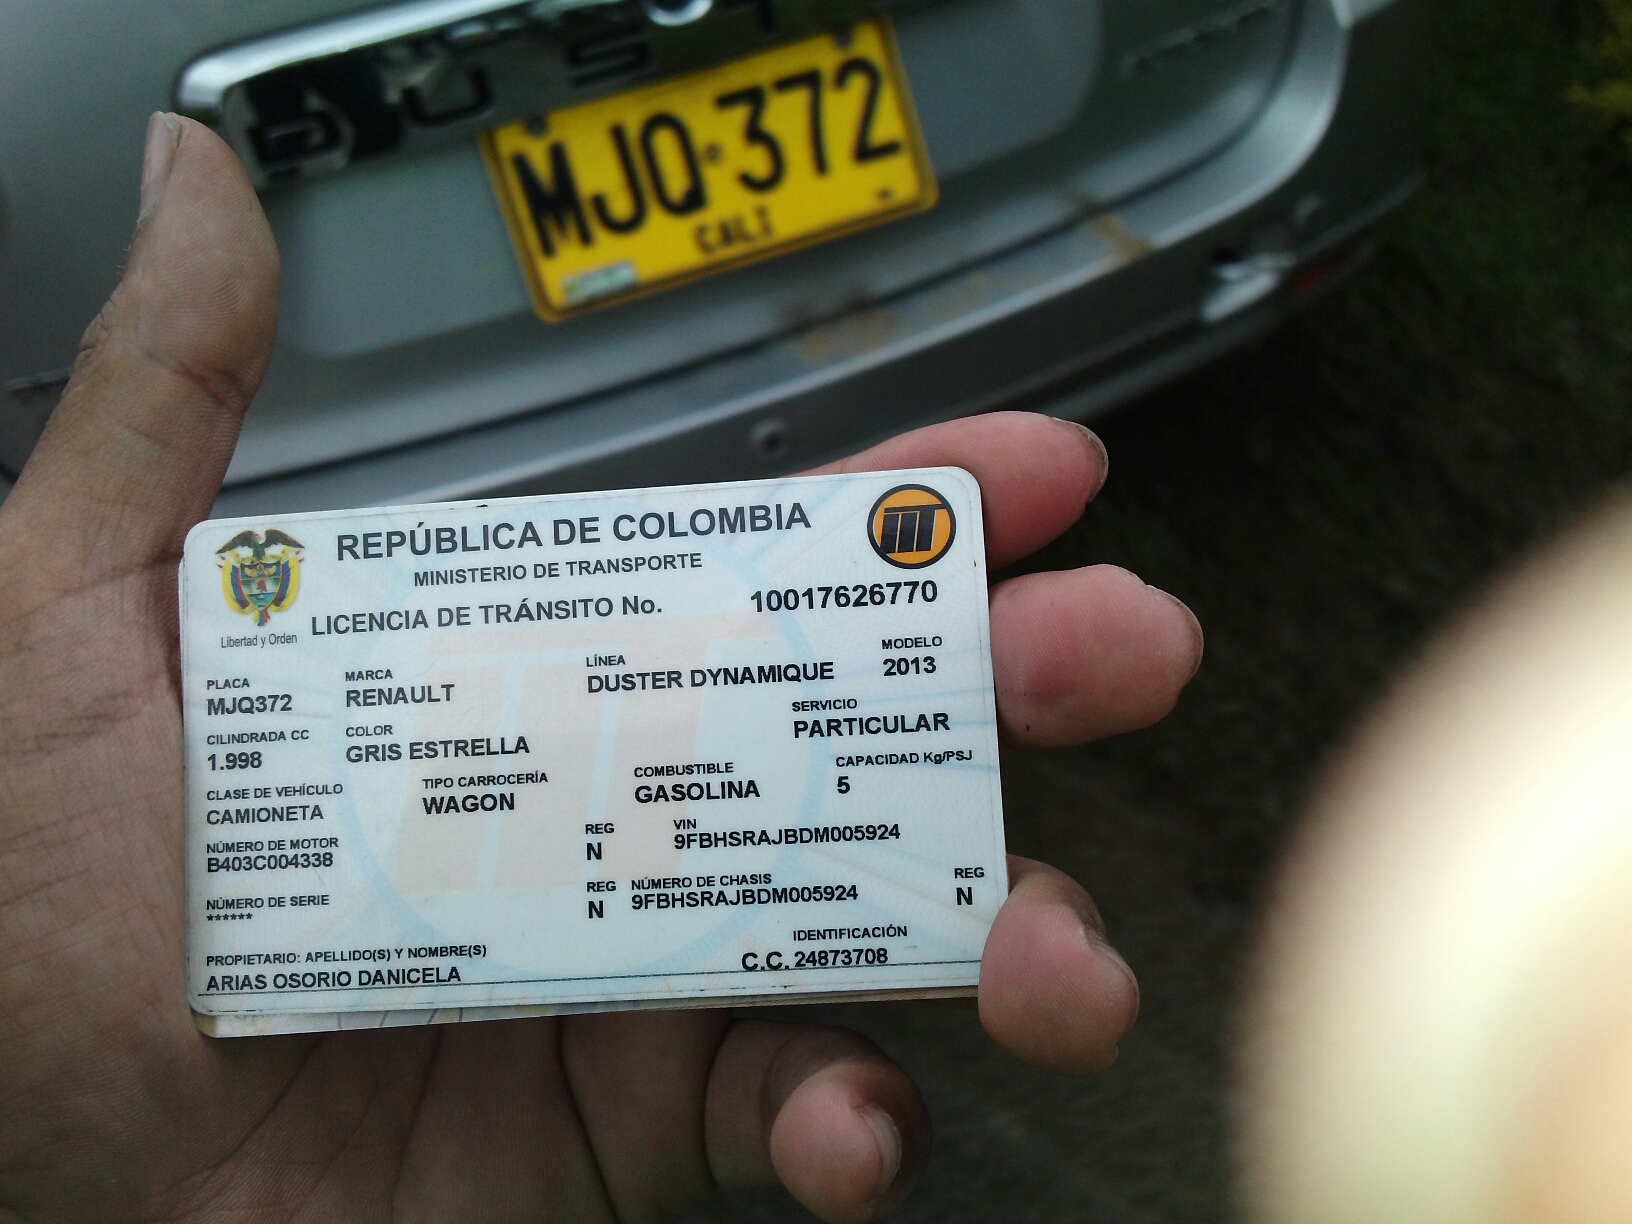 DUST
MJQ 372
CALI
REPÚBLICA DE COLOMBIA
MINISTERIO DE TRANSPORTE
LICENCIA DE TRÁNSITO No. 10017626770
Libertad y Orden
PLACA MARCA LÍNEA MODELO
MJQ372 RENAULT DUSTER DYNAMIQUE 2013
CILINDRADA CC COLOR SERVICIO
1.998 GRIS ESTRELLA PARTICULAR
CLASE DE VEHÍCULO TIPO CARROCERÍA COMBUSTIBLE CAPACIDAD Kg/PSJ
CAMIONETA WAGON GASOLINA 5
NÚMERO DE MOTOR REG VIN
B403C004338 N 9FBHSRAJBDM005924
NÚMERO DE SERIE REG NÚMERO DE CHASIS REG
****** N 9FBHSRAJBDM005924 N
PROPIETARIO: APELLIDO(S) Y NOMBRE(S) IDENTIFICACIÓN
ARIAS OSORIO DANICELA C.C. 24873708